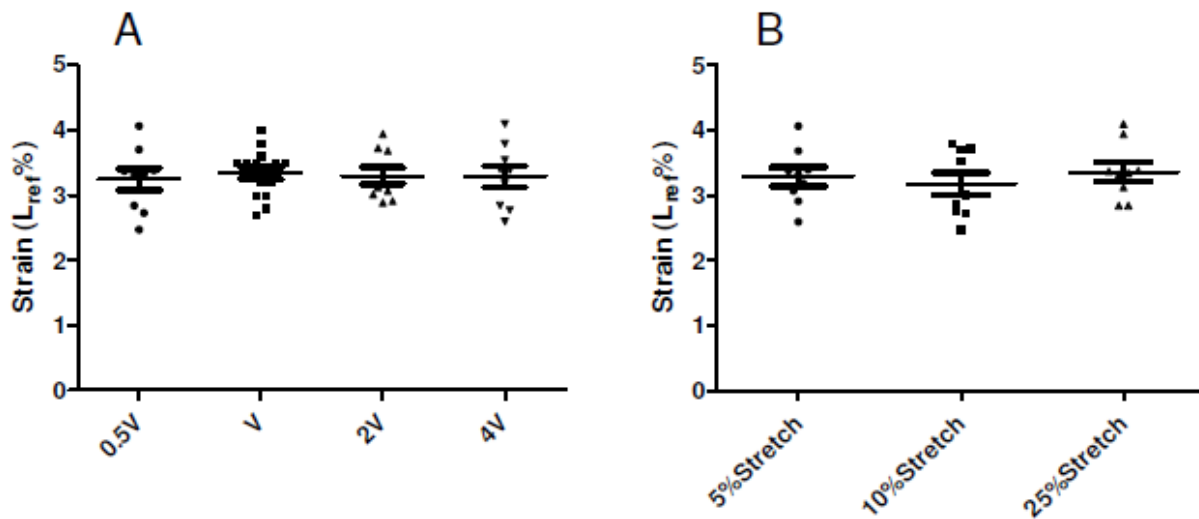 A
Strain (Lref%)
5
4
3
2
1
0
0.5V
V
2V
4V
B
Strain (Lref%)
5
4
3
2
1
0
5%Stretch
10%Stretch
25%Stretch